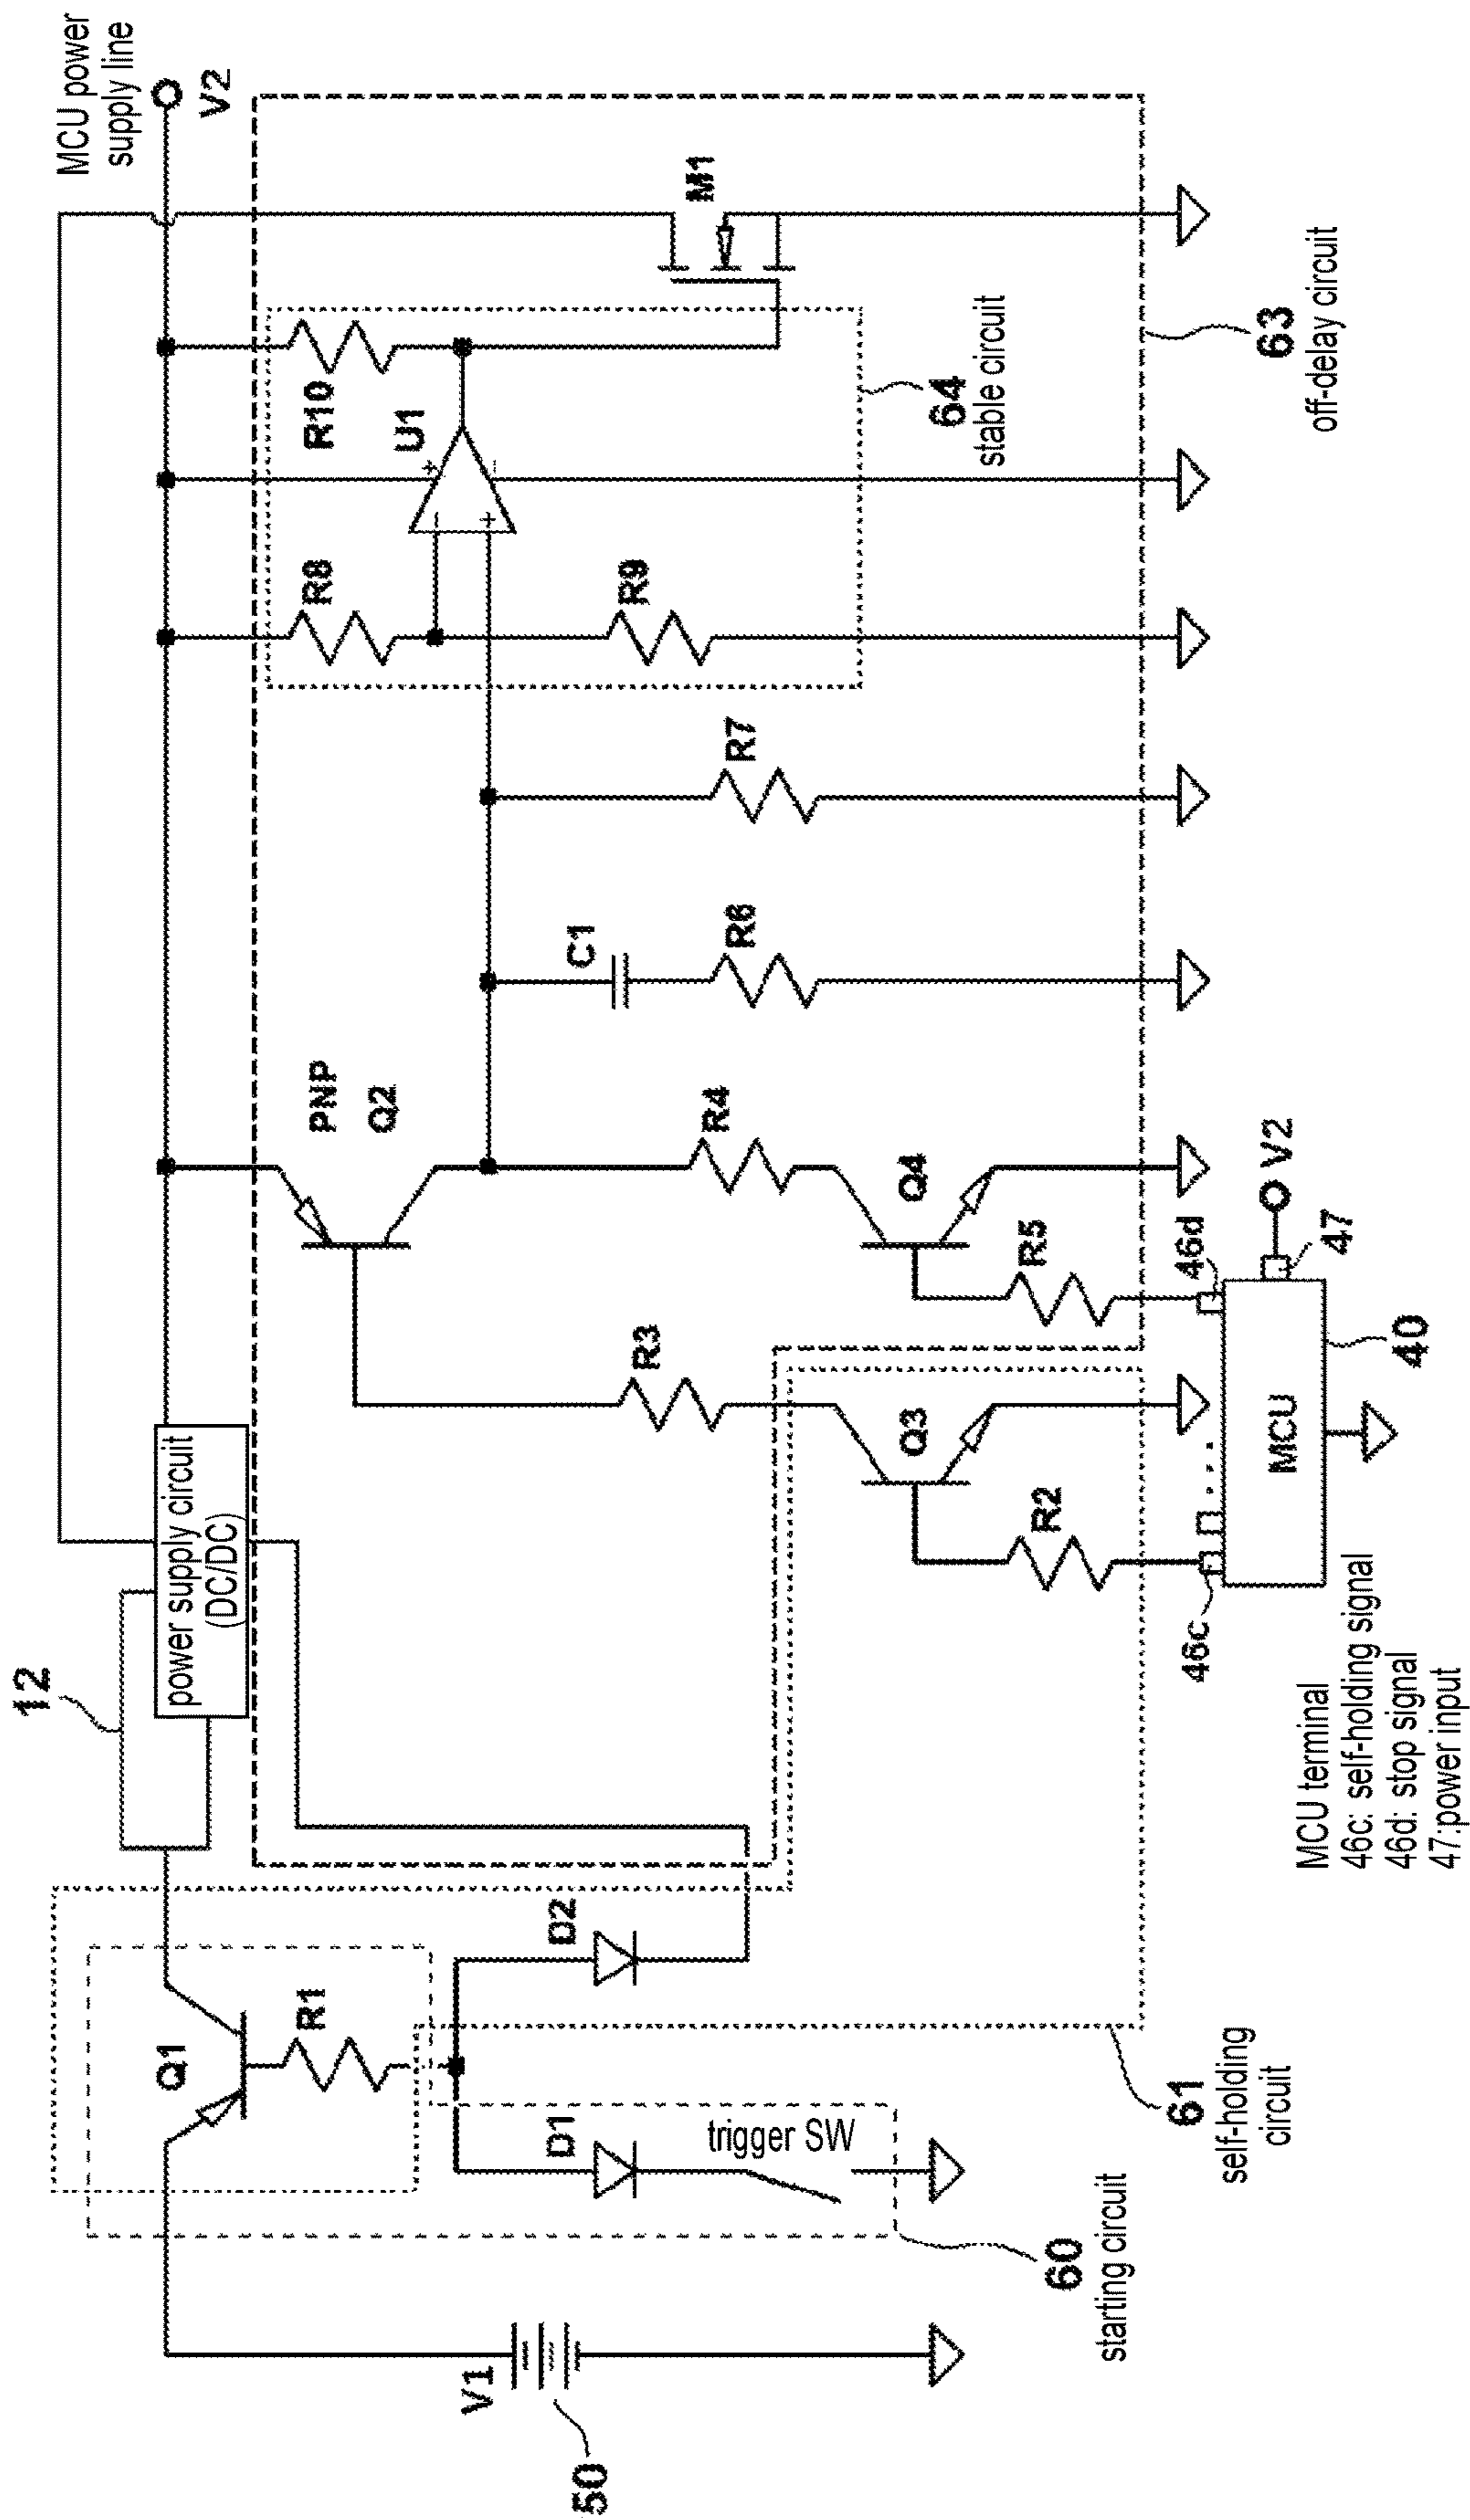 MCU power
supply line
V2
12
power supply circuit
(DC/DC)
Q1
R1
D1
D2
trigger SW
V1
50
60
starting circuit
61
self-holding
circuit
PNP
Q2
R3
Q3
R2
R4
Q4
R5
C1
R6
R7
R8
R9
R10
U1
+
−
−
+
M1
64
stable circuit
63
off-delay circuit
46c
46d
...
MCU
40
47
V2
MCU terminal
46c: self-holding signal
46d: stop signal
47:power input